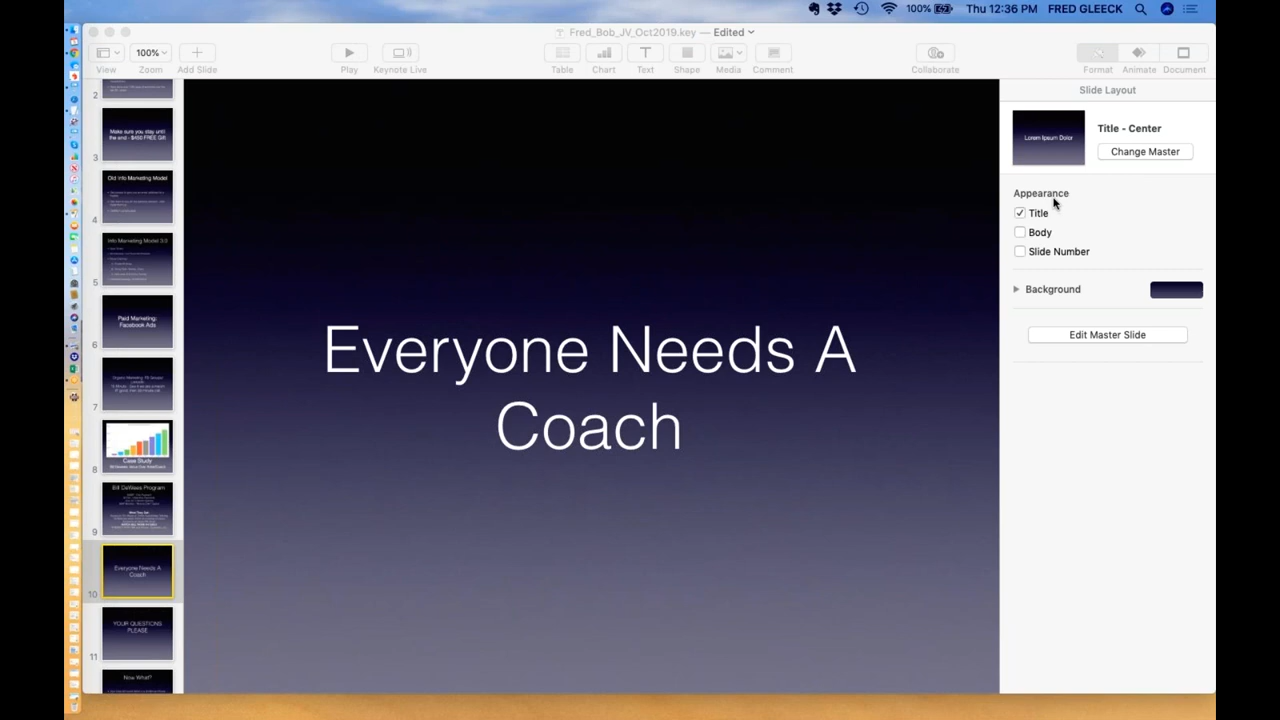 100% Thu 12:36 PM FRED GLEECK
Fred_Bob_JV_Oct2019.key — Edited
100%
View Zoom Add Slide Play Keynote Live Table Chart Text Shape Media Comment Collaborate Format Animate Document
Slide Layout
Lorem Ipsum Dolor
Title - Center
Change Master
Appearance
Title
Body
Slide Number
Background
Edit Master Slide
2
Make sure you stay until
the end - $450 FREE Gift
3
Old Info Marketing Model
4
Info Marketing Model 3.0
5
Paid Marketing:
Facebook Ads
6
7
Case Study
8
Bill DeWees Program
9
Everyone Needs A
Coach
10
YOUR QUESTIONS
PLEASE
11
Now What?
Everyone Needs A
Coach